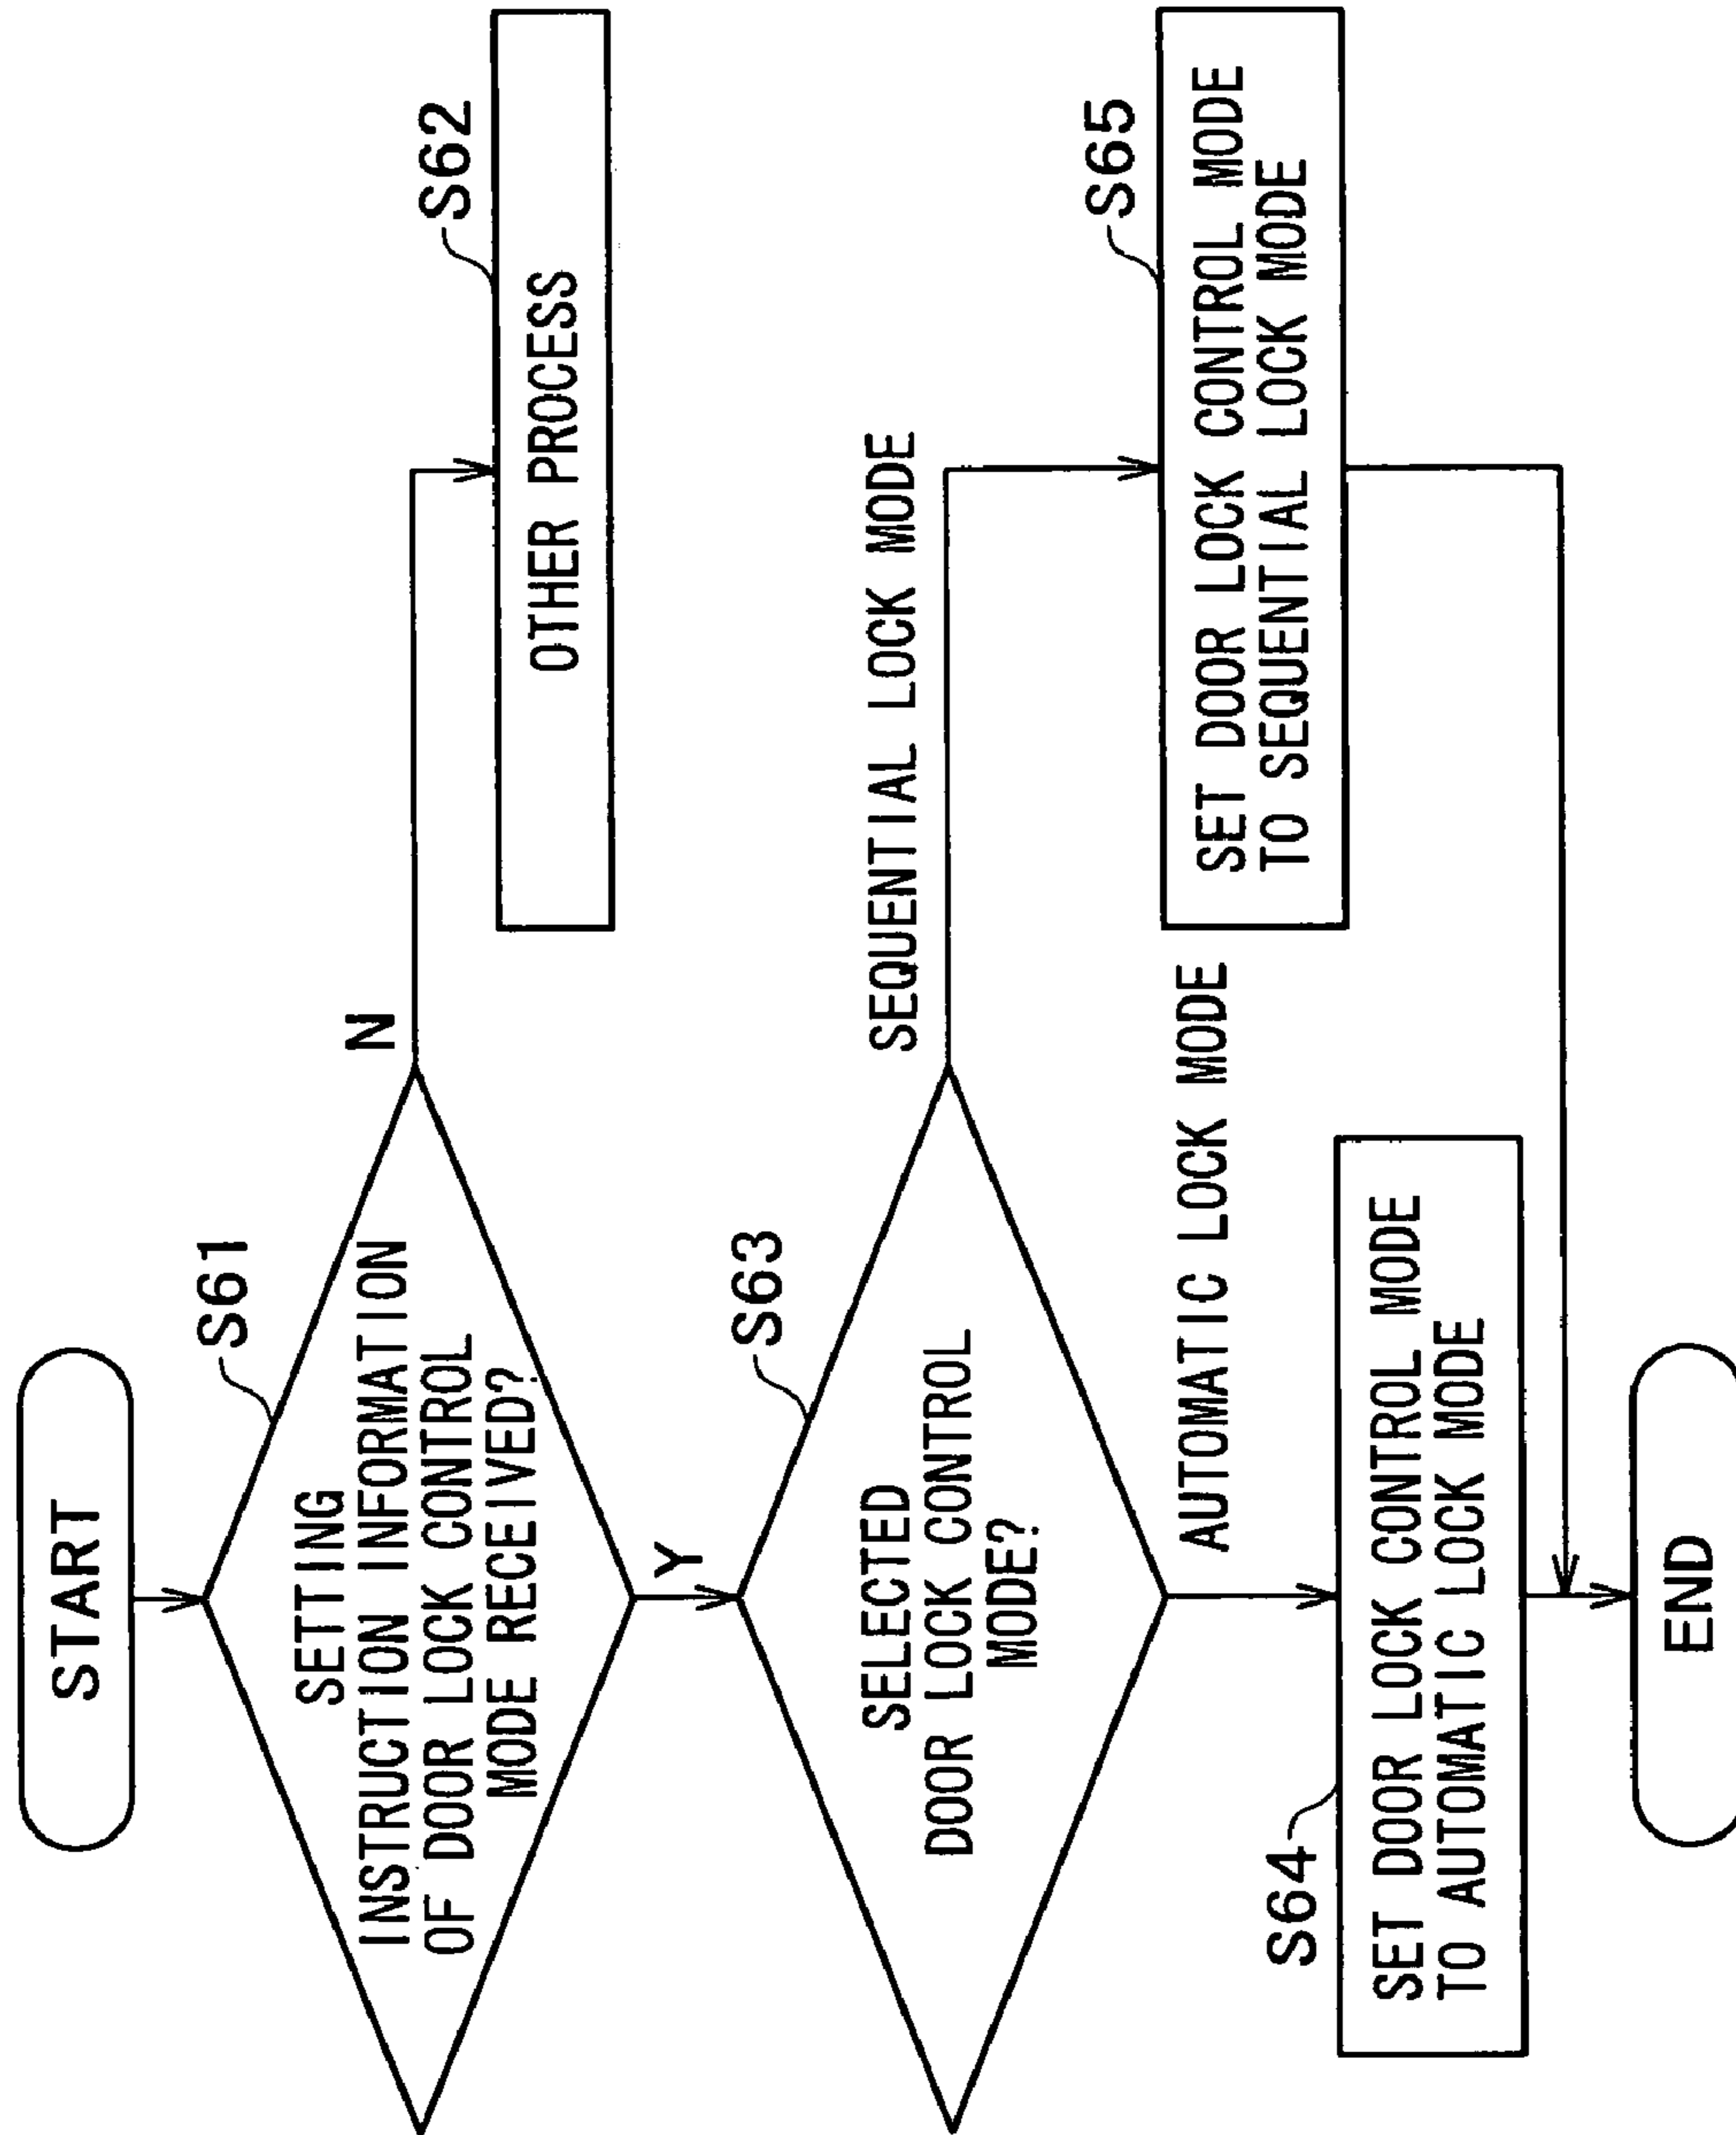 START
S61
SETTING
INSTRUCTION INFORMATION
OF DOOR LOCK CONTROL
MODE RECEIVED?
N
S62
OTHER PROCESS
Y
S63
SELECTED
DOOR LOCK CONTROL
MODE?
SEQUENTIAL LOCK MODE
S65
SET DOOR LOCK CONTROL MODE
TO SEQUENTIAL LOCK MODE
AUTOMATIC LOCK MODE
S64
SET DOOR LOCK CONTROL MODE
TO AUTOMATIC LOCK MODE
END